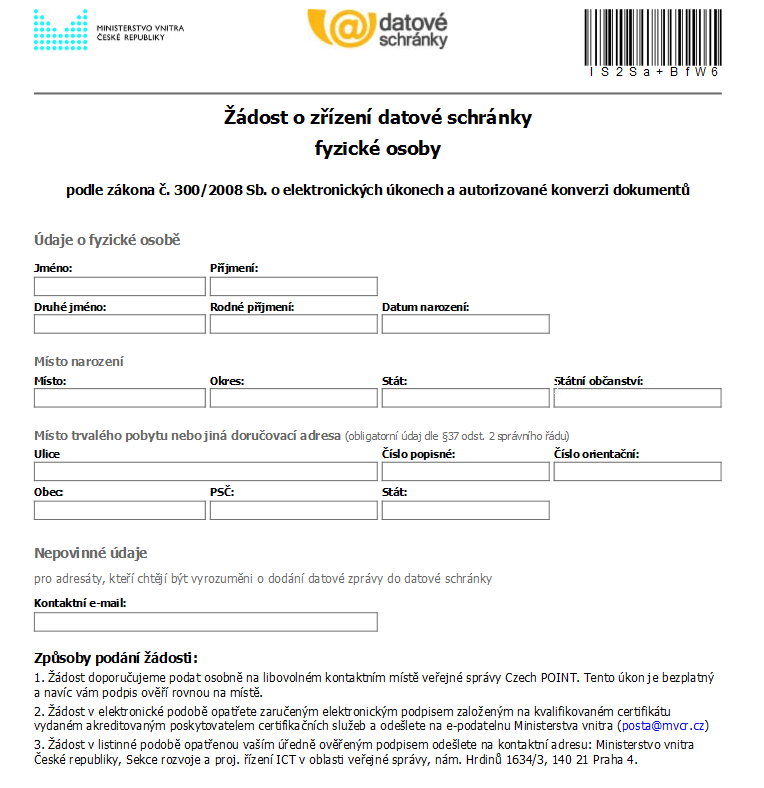 MINISTERSTVO VNITRA
ČESKÉ REPUBLIKY
datové
schránky
IS2Sa+BfW6
Žádost o zřízení datové schránky
fyzické osoby
podle zákona č. 300/2008 Sb. o elektronických úkonech a autorizované konverzi dokumentů
Údaje o fyzické osobě
Jméno: Příjmení:
Druhé jméno: Rodné příjmení: Datum narození:
Místo narození
Místo: Okres: Stát: Státní občanství:
Místo trvalého pobytu nebo jiná doručovací adresa (obligatorní údaj dle §37 odst. 2 správního řádu)
Ulice Číslo popisné: Číslo orientační:
Obec: PSČ: Stát:
Nepovinné údaje
pro adresáty, kteří chtějí být vyrozuměni o dodání datové zprávy do datové schránky
Kontaktní e-mail:
Způsoby podání žádosti:
1. Žádost doporučujeme podat osobně na libovolném kontaktním místě veřejné správy Czech POINT. Tento úkon je bezplatný
a navíc vám podpis ověří rovnou na místě.
2. Žádost v elektronické podobě opatřete zaručeným elektronickým podpisem založeným na kvalifikovaném certifikátu
vydaném akreditovaným poskytovatelem certifikačních služeb a odešlete na e-podatelnu Ministerstva vnitra (posta@mvcr.cz)
3. Žádost v listinné podobě opatřenou vaším úředně ověřeným podpisem odešlete na kontaktní adresu: Ministerstvo vnitra
České republiky, Sekce rozvoje a proj. řízení ICT v oblasti veřejné správy, nám. Hrdinů 1634/3, 140 21 Praha 4.